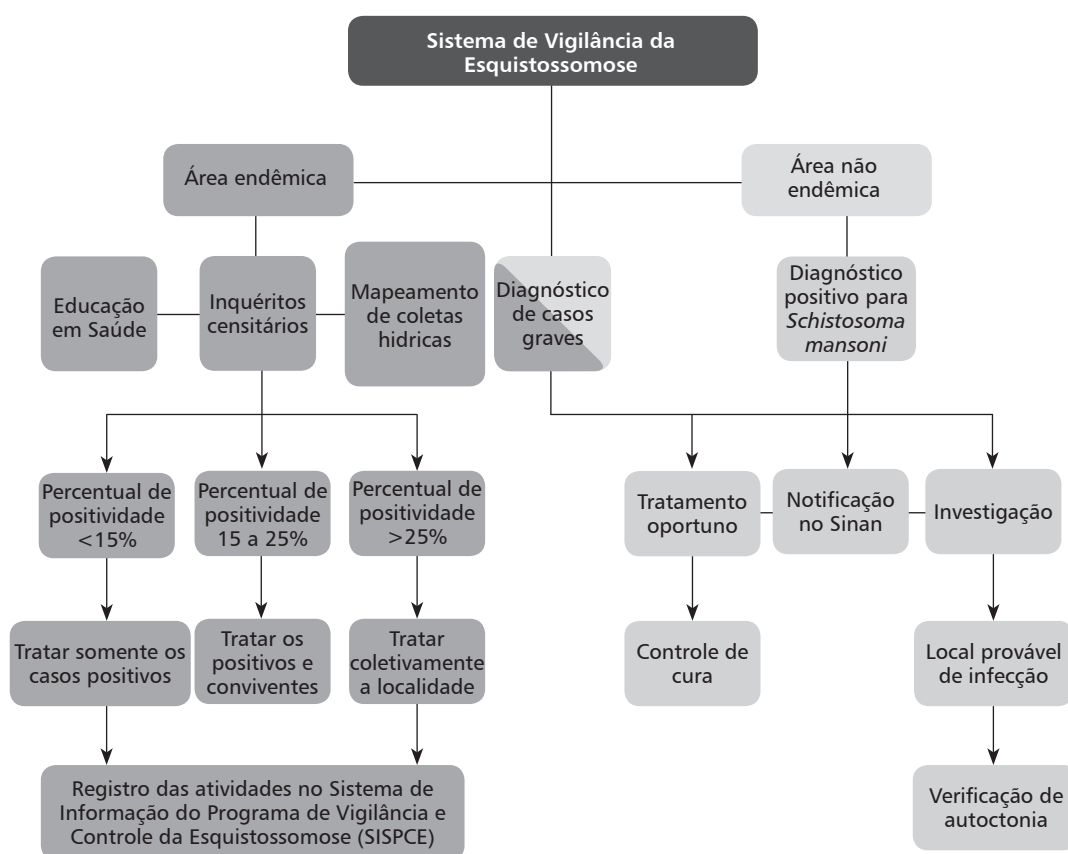 Sistema de Vigilância da
Esquistossomose
Área endêmica
Área não
endêmica
Educação
em Saúde
Inquéritos
censitários
Mapeamento
de coletas
hidricas
Diagnóstico
de casos
graves
Diagnóstico
positivo para
Schistosoma
mansoni
Percentual de
positividade
<15%
Percentual de
positividade
15 a 25%
Percentual de
positividade
>25%
Tratamento
oportuno
Notificação
no Sinan
Investigação
Tratar somente os
casos positivos
Tratar os
positivos e
conviventes
Tratar
coletivamente
a localidade
Controle de
cura
Local provável
de infecção
Registro das atividades no Sistema de
Informação do Programa de Vigilância e
Controle da Esquistossomose (SISPCE)
Verificação de
autoctonia